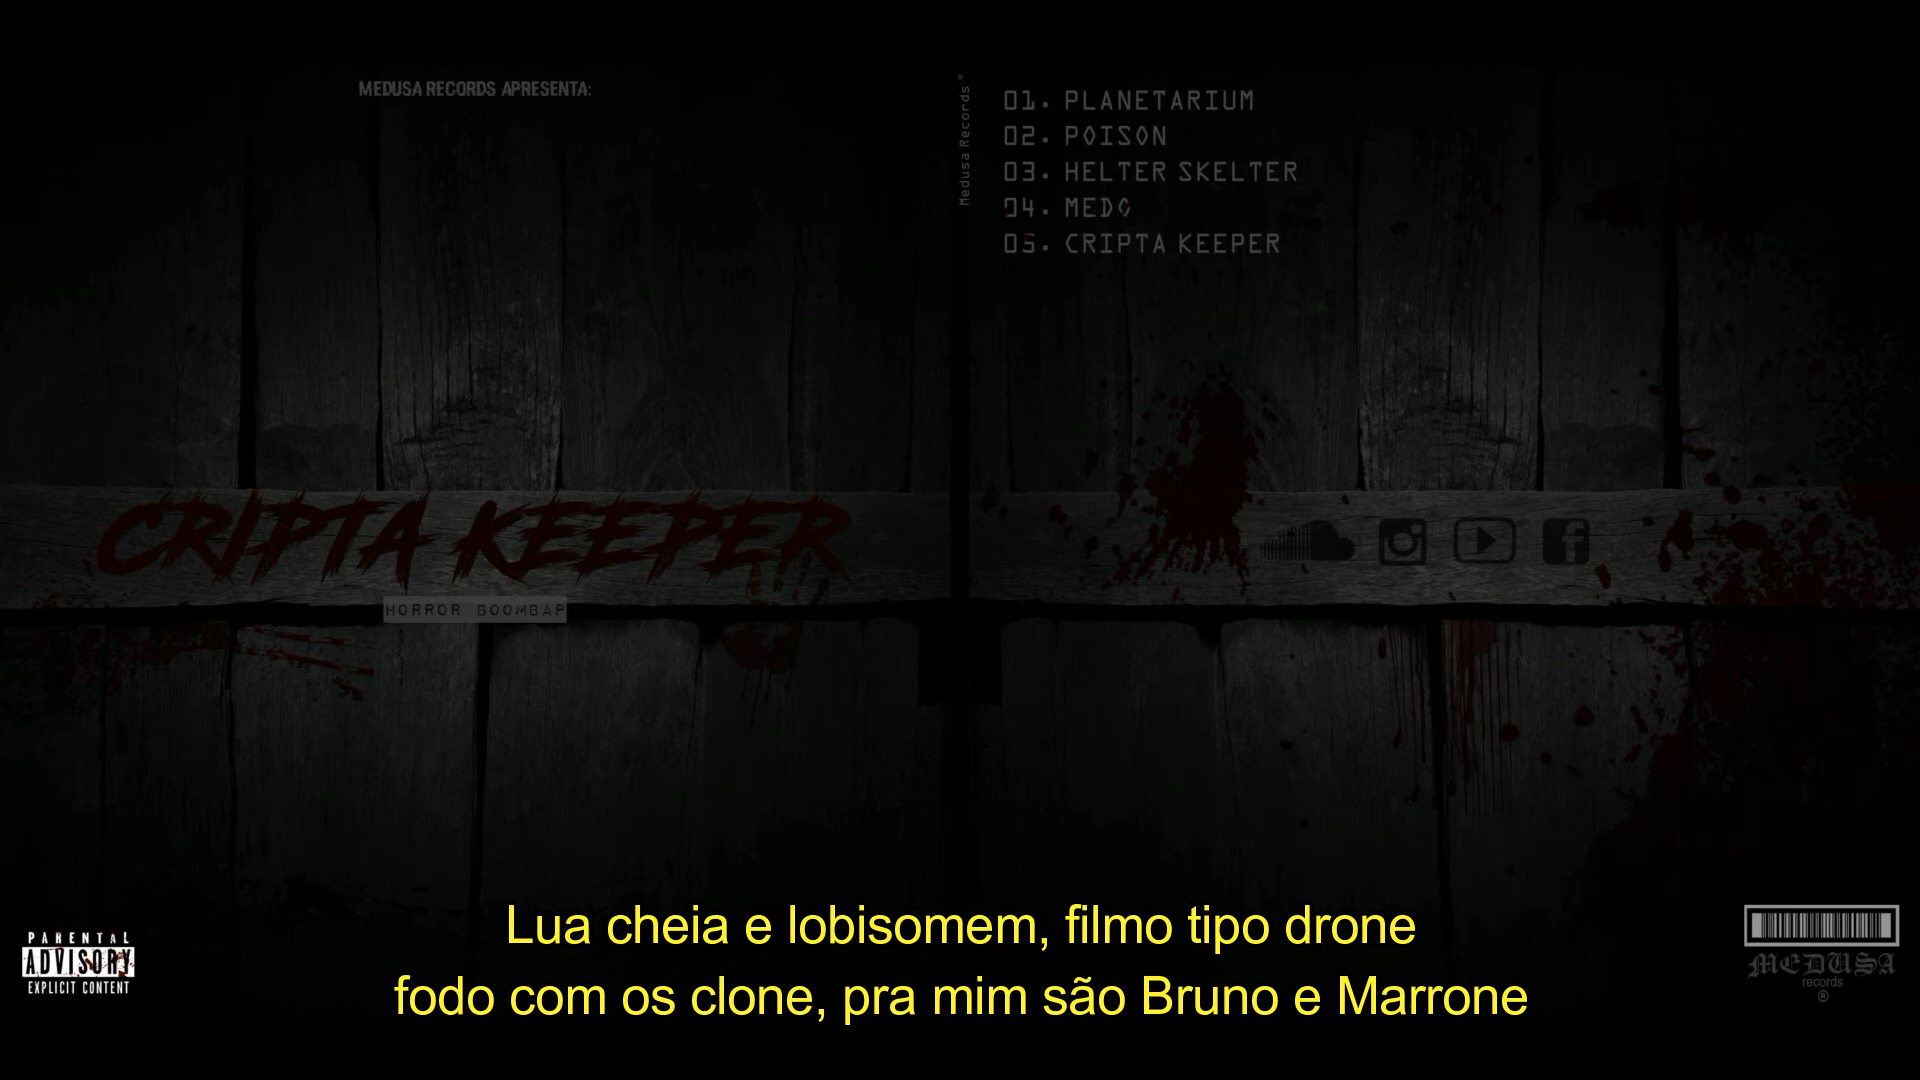 MEDUSA RECORDS APRESENTA:
Medusa Records ®
01. PLANETARIUM
02. POISON
03. HELTER SKELTER
04. MEDO
05. CRIPTA KEEPER
CRIPTA KEEPER
HORROR BOOMBAP
Lua cheia e lobisomem, filmo tipo drone
fodo com os clone, pra mim são Bruno e Marrone
PARENTAL
ADVISORY
EXPLICIT CONTENT
MEDUSA
records
®